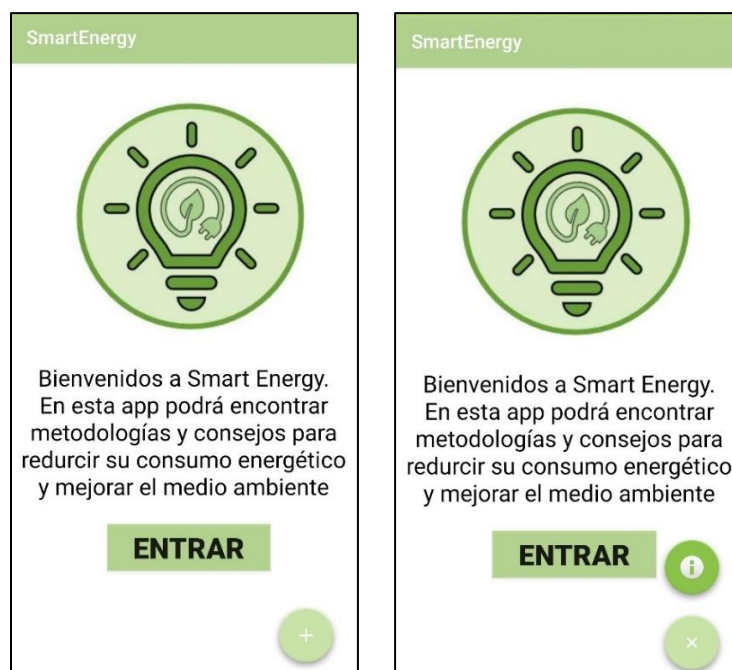 SmartEnergy
Bienvenidos a Smart Energy.
En esta app podrá encontrar
metodologías y consejos para
redurcir su consumo energético
y mejorar el medio ambiente
ENTRAR
+
SmartEnergy
Bienvenidos a Smart Energy.
En esta app podrá encontrar
metodologías y consejos para
redurcir su consumo energético
y mejorar el medio ambiente
ENTRAR
i
×